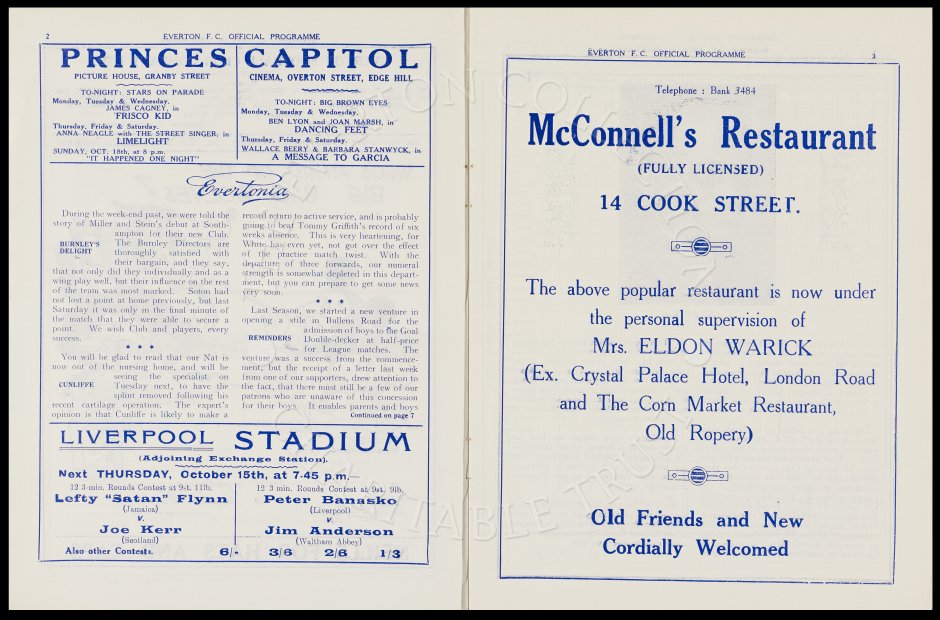 2
EVERTON F. C. OFFICIAL PROGRAMME
PRINCES
PICTURE HOUSE, GRANBY STREET
TO-NIGHT: STARS ON PARADE
Monday, Tuesday & Wednesday.
JAMES CAGNEY, in
FRISCO KID
Thursday, Friday & Saturday.
ANNA NEAGLE with THE STREET SINGER, in
LIMELIGHT
SUNDAY, OCT. 18th, at 8 p.m.
"IT HAPPENED ONE NIGHT"
CAPITOL
CINEMA, OVERTON STREET, EDGE HILL
TO-NIGHT: BIG BROWN EYES
Monday, Tuesday & Wednesday.
BEN LYON and JOAN MARSH, in
DANCING FEET
Thursday, Friday & Saturday.
WALLACE BEERY & BARBARA STANWYCK, in
A MESSAGE TO GARCIA
Evertonia
During the week-end past, we were told the
story of Miller and Stein's debut at South-
ampton for their new Club.
BURNLEY'S DELIGHT
The Burnley Directors are
thoroughly satisfied with
their bargain, and they say,
that not only did they individually and as a
wing play well, but their influence on the rest
of the team was most marked. Soton had
not lost a point at home previously, but last
Saturday it was only in the final minute of
the match that they were able to secure a
point. We wish Club and players, every
success.
* * *
You will be glad to read that our Nat is
now out of the nursing home, and will be
CUNLIFFE
seeing the specialist on
Tuesday next, to have the
splint removed following his
recent cartilage operation. The expert's
opinion is that Cunliffe is likely to make a
record return to active service, and is probably
going to beat Tommy Griffith's record of six
weeks absence. This is very heartening, for
White has even yet, not got over the effect
of the practice match twist. With the
departure of three forwards, our numeral
strength is somewhat depleted in this depart-
ment, but you can prepare to get some news
very soon.
* * *
Last Season, we started a new venture in
opening a stile in Bullens Road for the
admission of boys to the Goal
REMINDERS
Double-decker at half-price
for League matches. The
venture was a success from the commence-
ment, but the receipt of a letter last week
from one of our supporters, drew attention to
the fact, that there must still be a few of our
patrons who are unaware of this concession
for their boys. It enables parents and boys
Continued on page 7
LIVERPOOL STADIUM
(Adjoining Exchange Station).
Next THURSDAY, October 15th, at 7-45 p.m.—
12 3-min. Rounds Contest at 9st. 11lb.
Lefty "Satan" Flynn
(Jamaica)
v.
Joe Kerr
(Scotland)
12 3 min. Rounds Contest at 9st. 9lb.
Peter Banasko
(Liverpool)
v.
Jim Anderson
(Waltham Abbey)
Also other Contests. 6/- 3/6 2/6 1/3
EVERTON F. C. OFFICIAL PROGRAMME
3
Telephone : Bank 3484
McConnell's Restaurant
(FULLY LICENSED)
14 COOK STREET.
The above popular restaurant is now under
the personal supervision of
Mrs. ELDON WARICK
(Ex. Crystal Palace Hotel, London Road
and The Corn Market Restaurant,
Old Ropery)
Old Friends and New
Cordially Welcomed